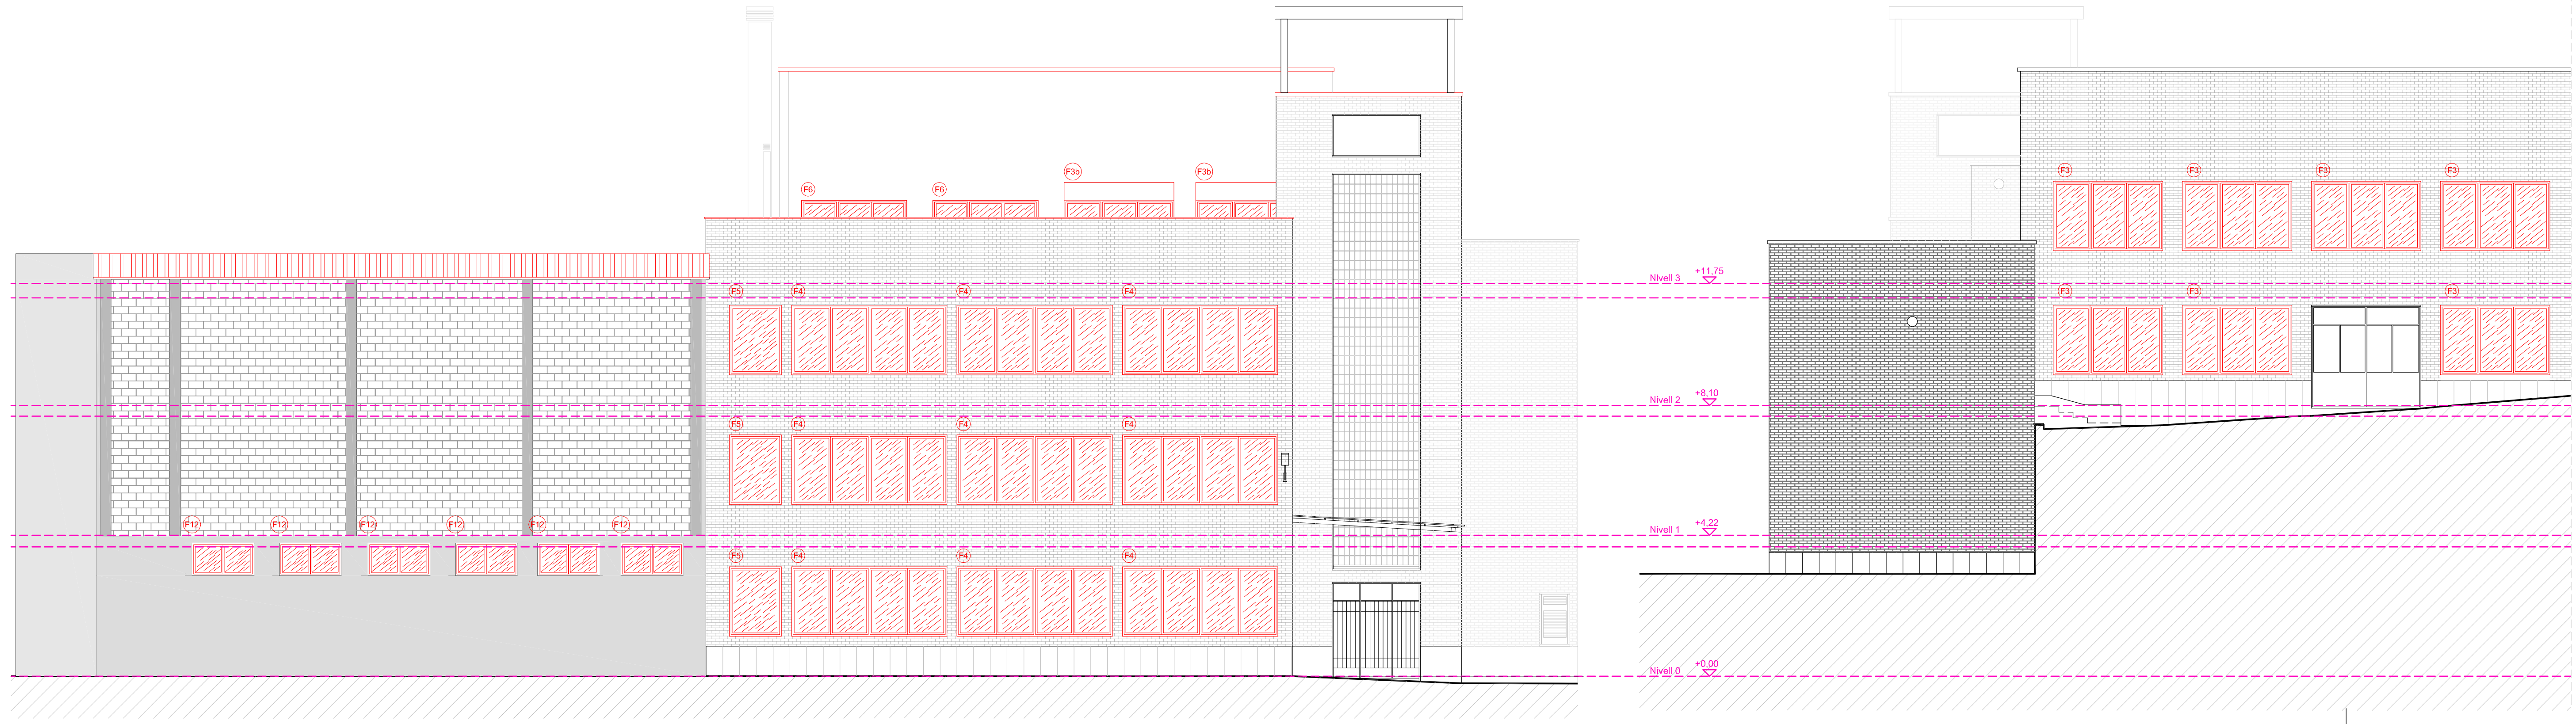 F3b F3b
F6 F6
F3 F3 F3 F3
Nivell 3 +11,75
F5 F4 F4 F4
F3 F3 F3
Nivell 2 +8,10
F5 F4 F4 F4
F12 F12 F12 F12 F12 F12
Nivell 1 +4,22
F5 F4 F4 F4
Nivell 0 +0,00